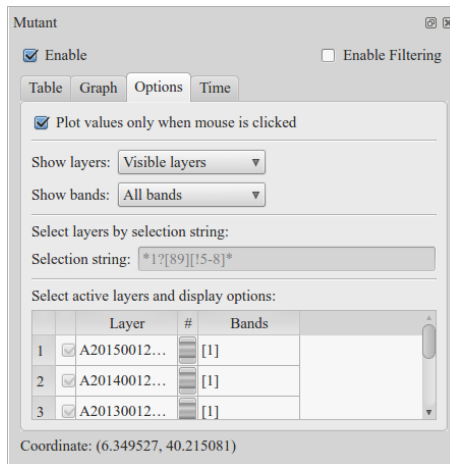 Mutant
Enable Enable Filtering
Table Graph Options Time
Plot values only when mouse is clicked
Show layers: Visible layers
Show bands: All bands
Select layers by selection string:
Selection string: *1?[89][!5-8]*
Select active layers and display options:
Layer # Bands
1 A20150012... [1]
2 A20140012... [1]
3 A20130012... [1]
Coordinate: (6.349527, 40.215081)